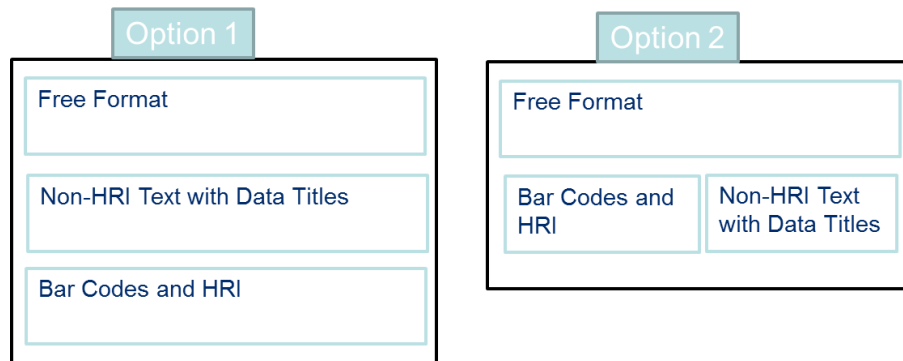 Option 1
Free Format
Non-HRI Text with Data Titles
Bar Codes and HRI
Option 2
Free Format
Bar Codes and
HRI
Non-HRI Text
with Data Titles